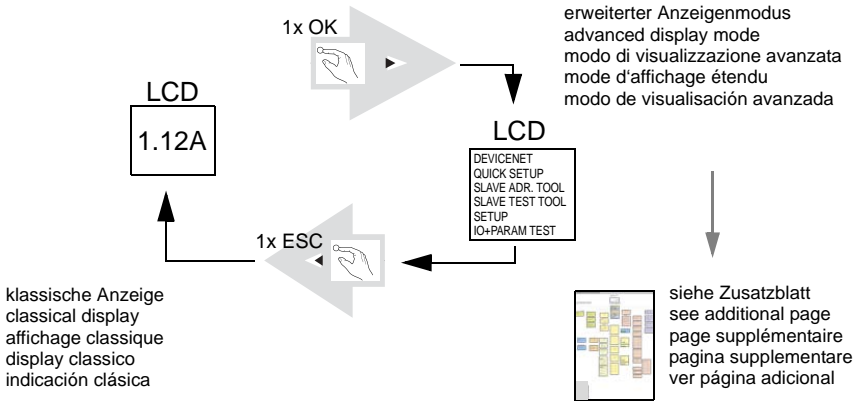 1x OK
erweiterter Anzeigenmodus
advanced display mode
modo di visualizzazione avanzata
mode d'affichage étendu
modo de visualisación avanzada
LCD
1.12A
LCD
DEVICENET
QUICK SETUP
SLAVE ADR. TOOL
SLAVE TEST TOOL
SETUP
IO+PARAM TEST
1x ESC
klassische Anzeige
classical display
affichage classique
display classico
indicación clásica
siehe Zusatzblatt
see additional page
page supplémentaire
pagina supplementare
ver página adicional